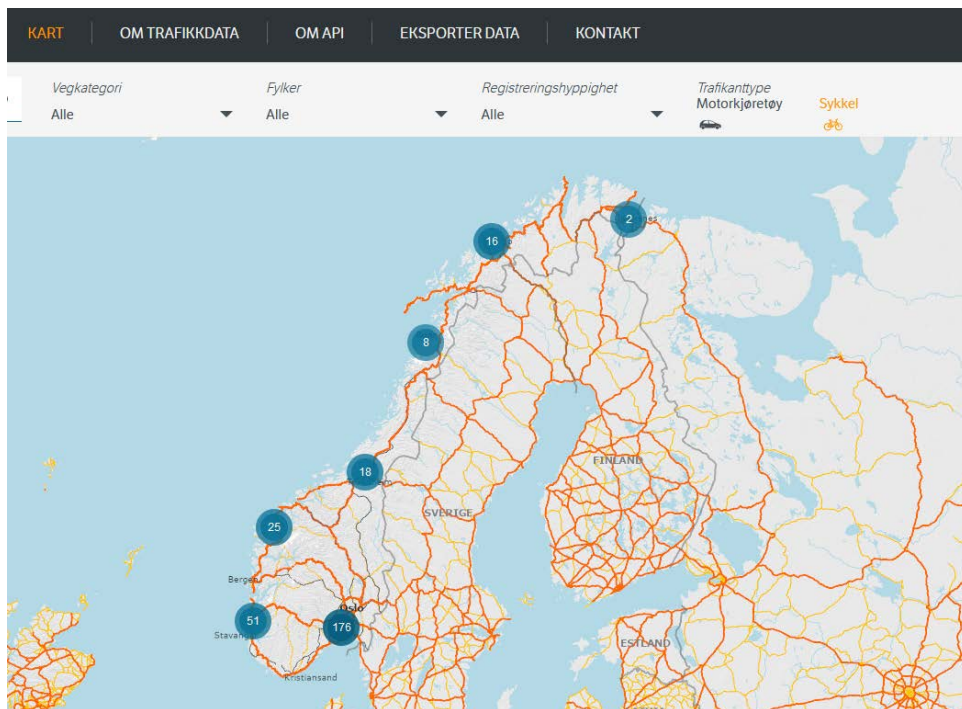 KART OM TRAFIKKDATA OM API EKSPORTER DATA KONTAKT
Vegkategori Fylker Registreringshyppighet Trafikanttype
Alle Alle Alle Motorkjøretøy Sykkel
2
16
8
18
FINLAND
SVERIGE
25
Bergen
Oslo
51 176
ESTLAND
Kristiansand